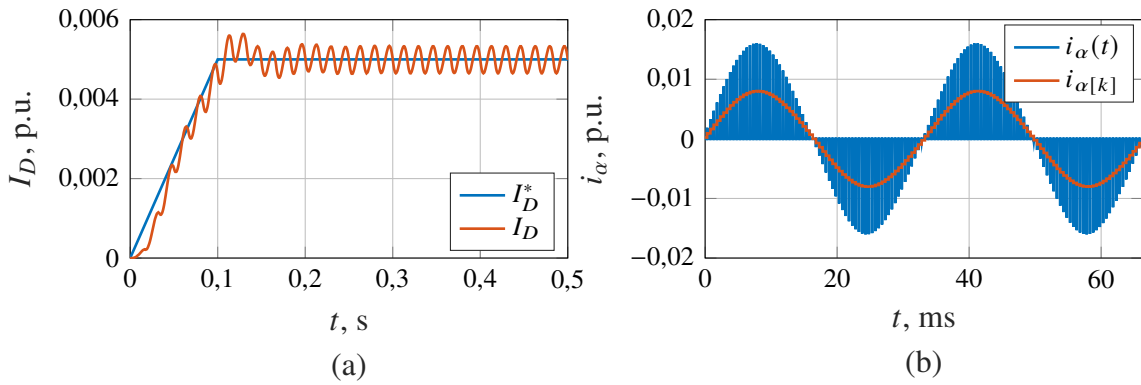 0,006
0,004
0,002
0
I_D, p.u.
I_D^*
I_D
0 0,1 0,2 0,3 0,4 0,5
t, s
(a)
0,02
0,01
0
−0,01
−0,02
i_α, p.u.
i_α(t)
i_α[k]
0 20 40 60
t, ms
(b)